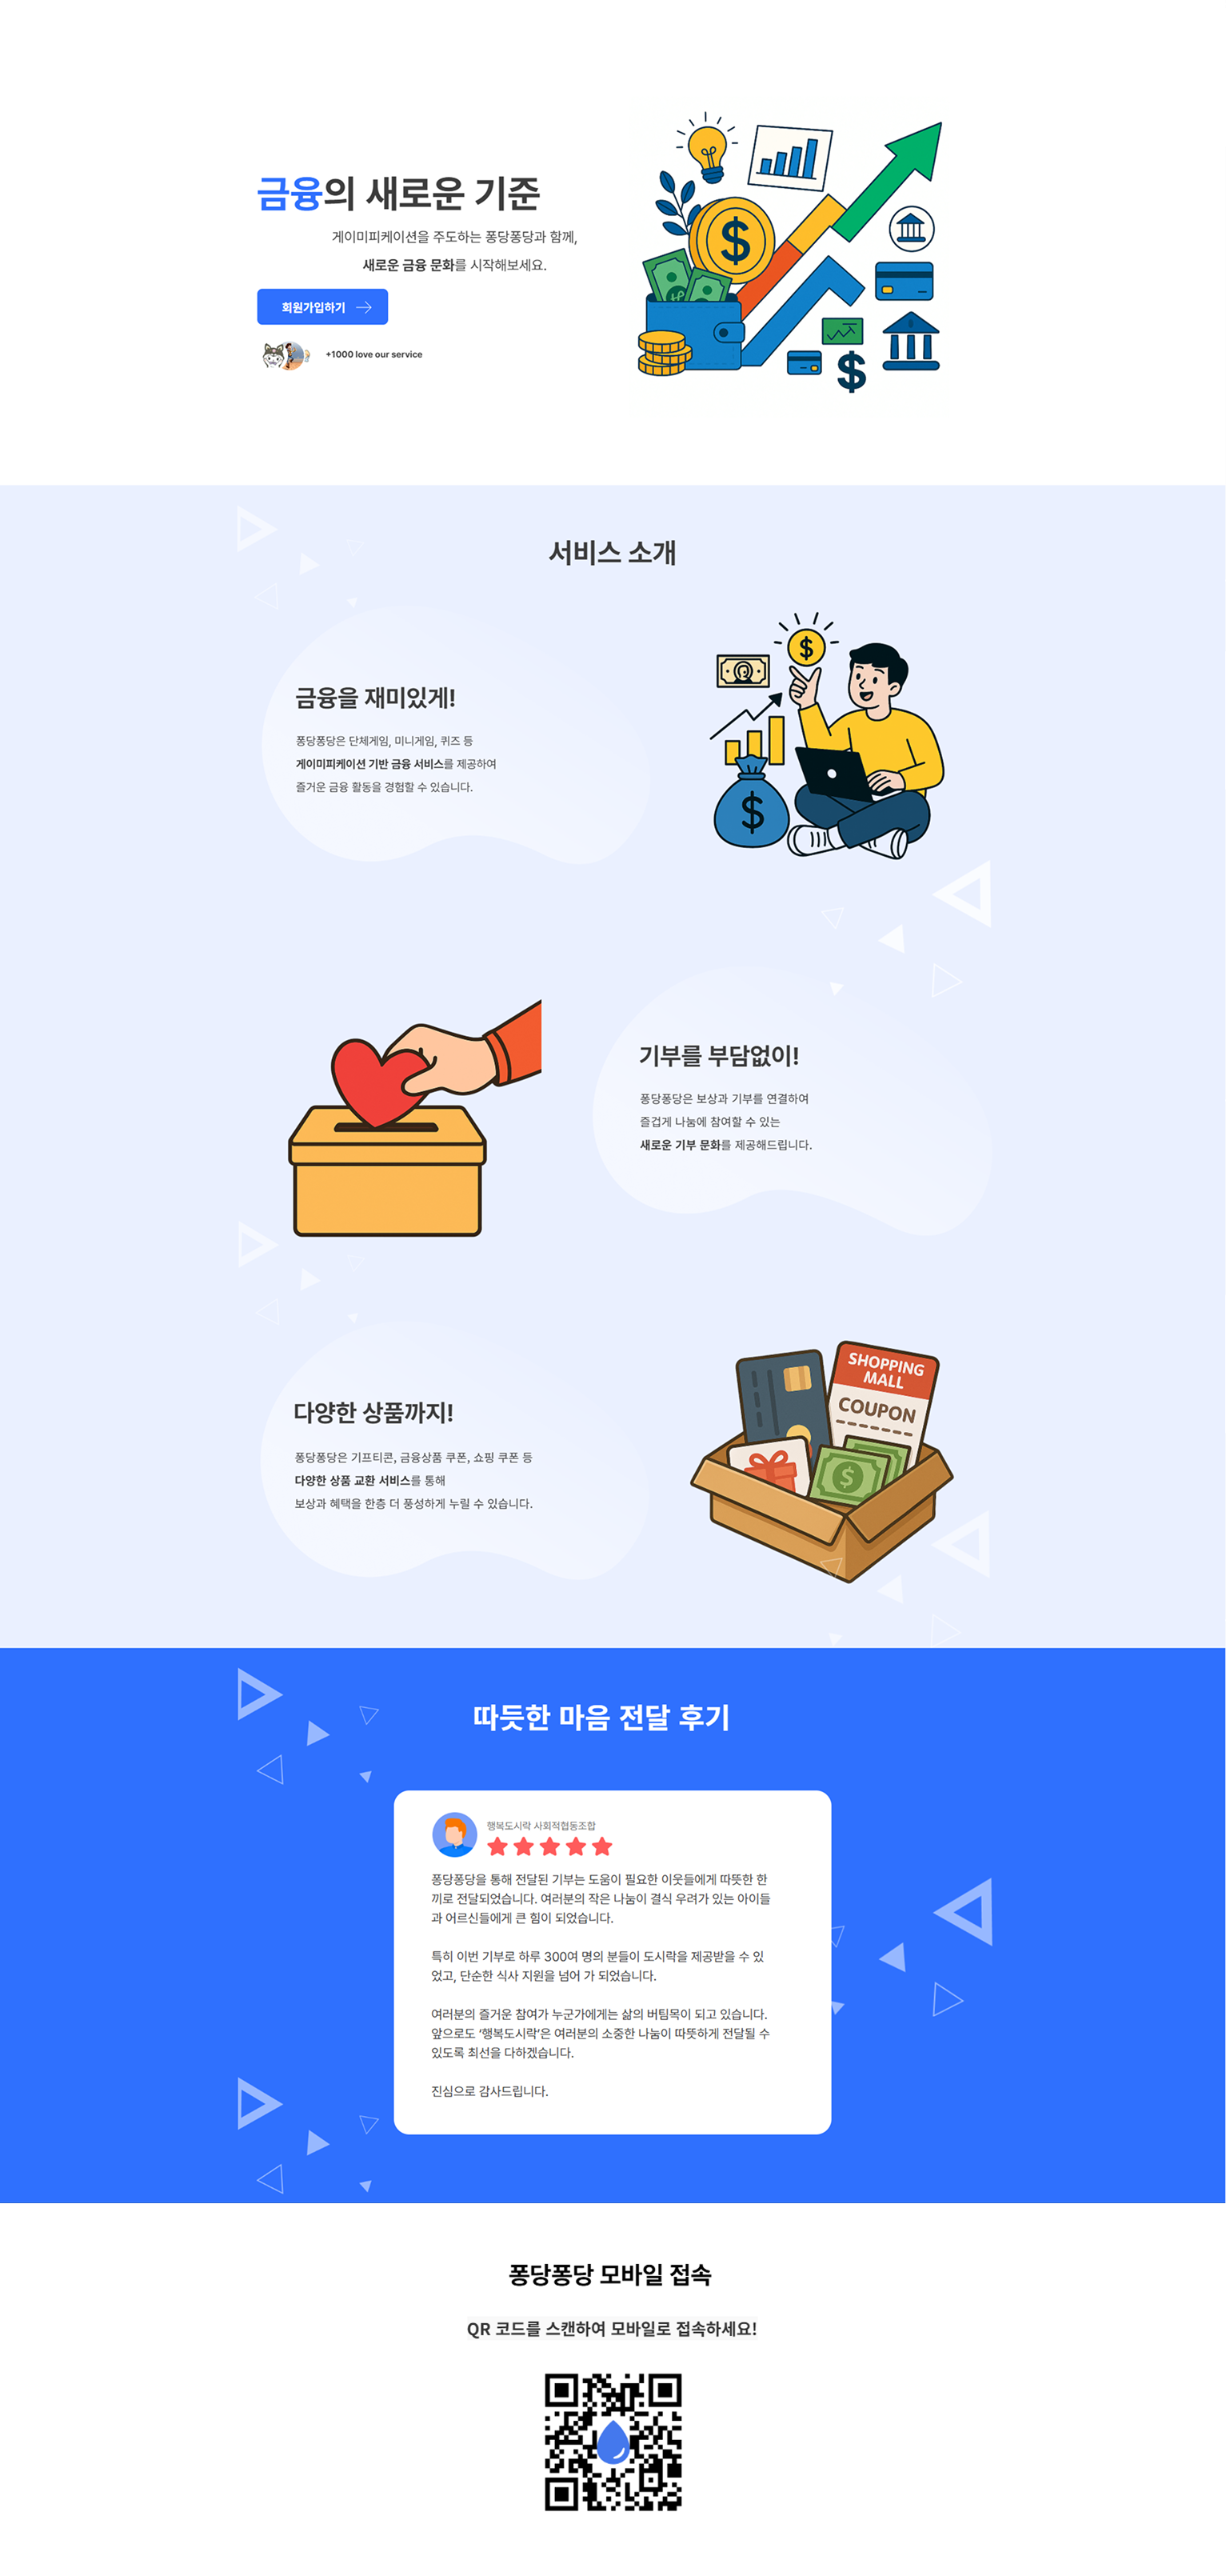 금융의 새로운 기준
게이미피케이션을 주도하는 퐁당퐁당과 함께,
새로운 금융 문화를 시작해보세요.
회원가입하기
+1000 love our service
$
$
서비스 소개
금융을 재미있게!
퐁당퐁당은 단체게임, 미니게임, 퀴즈 등
게이미피케이션 기반 금융 서비스를 제공하여
즐거운 금융 활동을 경험할 수 있습니다.
$
$
기부를 부담없이!
퐁당퐁당은 보상과 기부를 연결하여
즐겁게 나눔에 참여할 수 있는
새로운 기부 문화를 제공해드립니다.
다양한 상품까지!
퐁당퐁당은 기프티콘, 금융상품 쿠폰, 쇼핑 쿠폰 등
다양한 상품 교환 서비스를 통해
보상과 혜택을 한층 더 풍성하게 누릴 수 있습니다.
SHOPPING
MALL
COUPON
$
따듯한 마음 전달 후기
행복도시락 사회적협동조합
퐁당퐁당을 통해 전달된 기부는 도움이 필요한 이웃들에게 따뜻한 한
끼로 전달되었습니다. 여러분의 작은 나눔이 결식 우려가 있는 아이들
과 어르신들에게 큰 힘이 되었습니다.
특히 이번 기부로 하루 300여 명의 분들이 도시락을 제공받을 수 있
었고, 단순한 식사 지원을 넘어 가 되었습니다.
여러분의 즐거운 참여가 누군가에게는 삶의 버팀목이 되고 있습니다.
앞으로도 ‘행복도시락’은 여러분의 소중한 나눔이 따뜻하게 전달될 수
있도록 최선을 다하겠습니다.
진심으로 감사드립니다.
퐁당퐁당 모바일 접속
QR 코드를 스캔하여 모바일로 접속하세요!